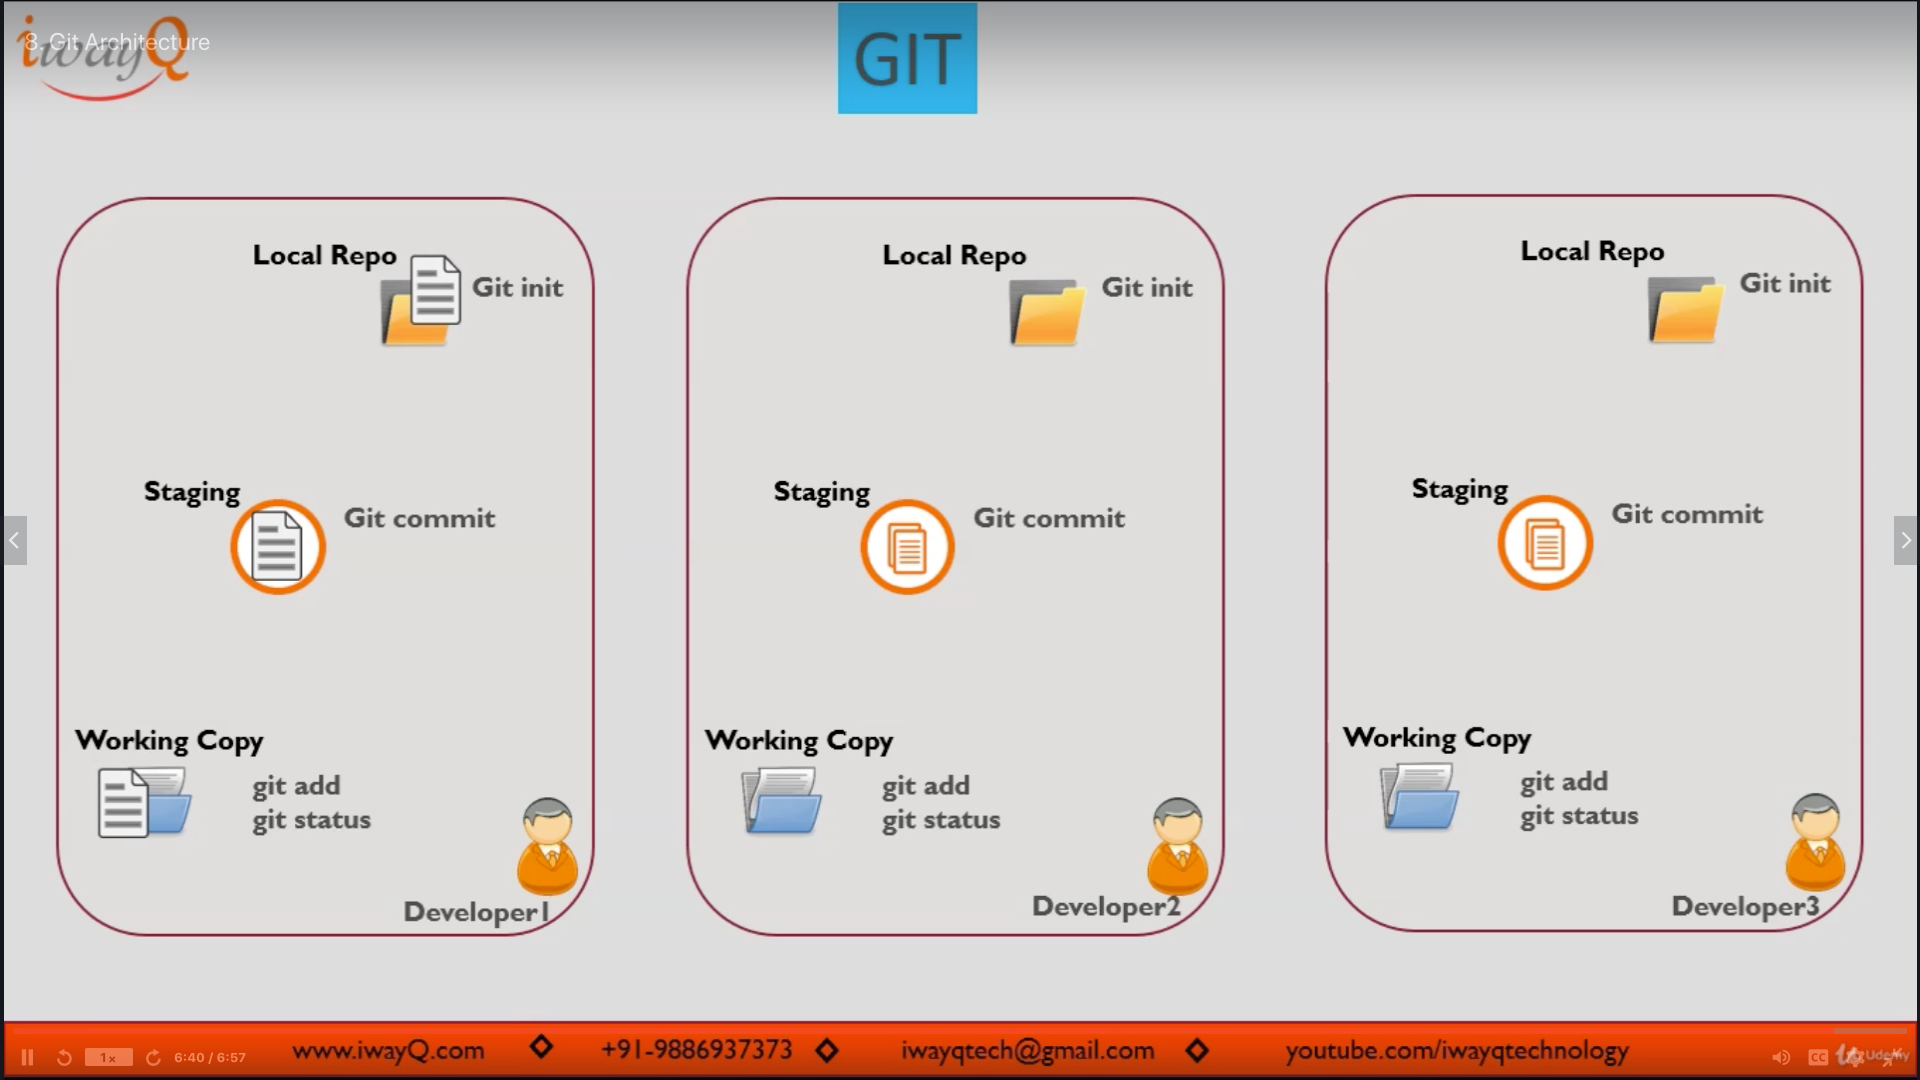 iwayQ
8. Git Architecture
GIT
Local Repo
Git init
Staging
Git commit
Working Copy
git add
git status
Developer1
Local Repo
Git init
Staging
Git commit
Working Copy
git add
git status
Developer2
Local Repo
Git init
Staging
Git commit
Working Copy
git add
git status
Developer3
1x
6:40 / 6:57
www.iwayQ.com
+91-9886937373
iwayqtech@gmail.com
youtube.com/iwayqtechnology
CC
Udemy